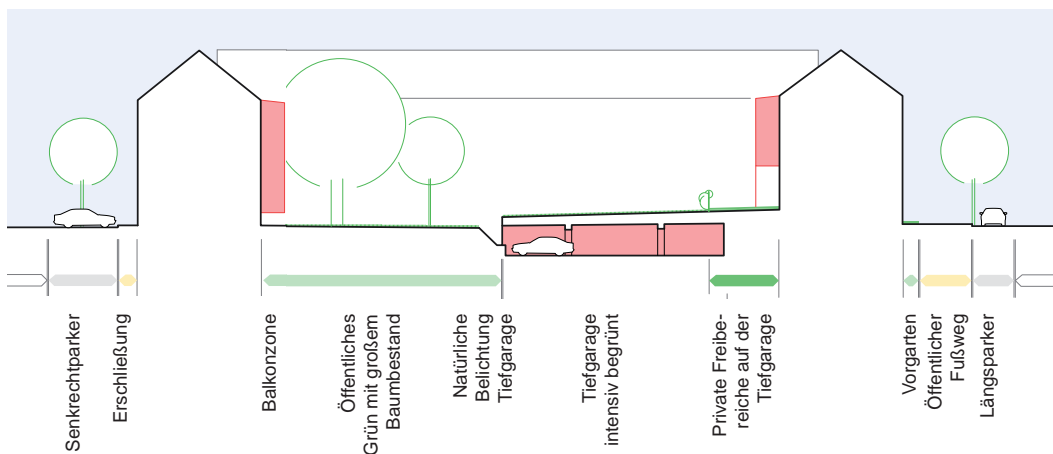 Senkrechtparker
Erschließung
Balkonzone
Öffentliches
Grün mit großem
Baumbestand
Natürliche
Belichtung
Tiefgarage
Tiefgarage
intensiv begrünt
Private Freibe-
reiche auf der
Tiefgarage
Vorgarten
Öffentlicher
Fußweg
Längsparker